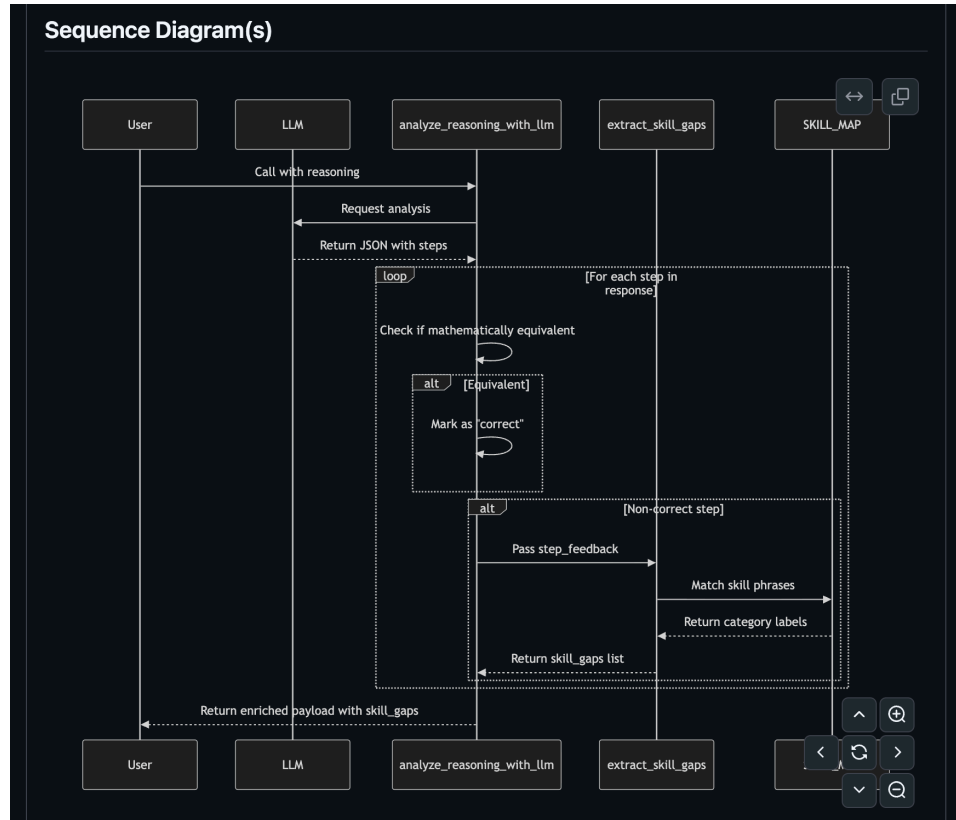 Sequence Diagram(s)
User
LLM
analyze_reasoning_with_llm
extract_skill_gaps
SKILL_MAP
Call with reasoning
Request analysis
Return JSON with steps
loop
[For each step in
response]
Check if mathematically equivalent
alt
[Equivalent]
Mark as "correct"
alt
[Non-correct step]
Pass step_feedback
Match skill phrases
Return category labels
Return skill_gaps list
Return enriched payload with skill_gaps
User
LLM
analyze_reasoning_with_llm
extract_skill_gaps